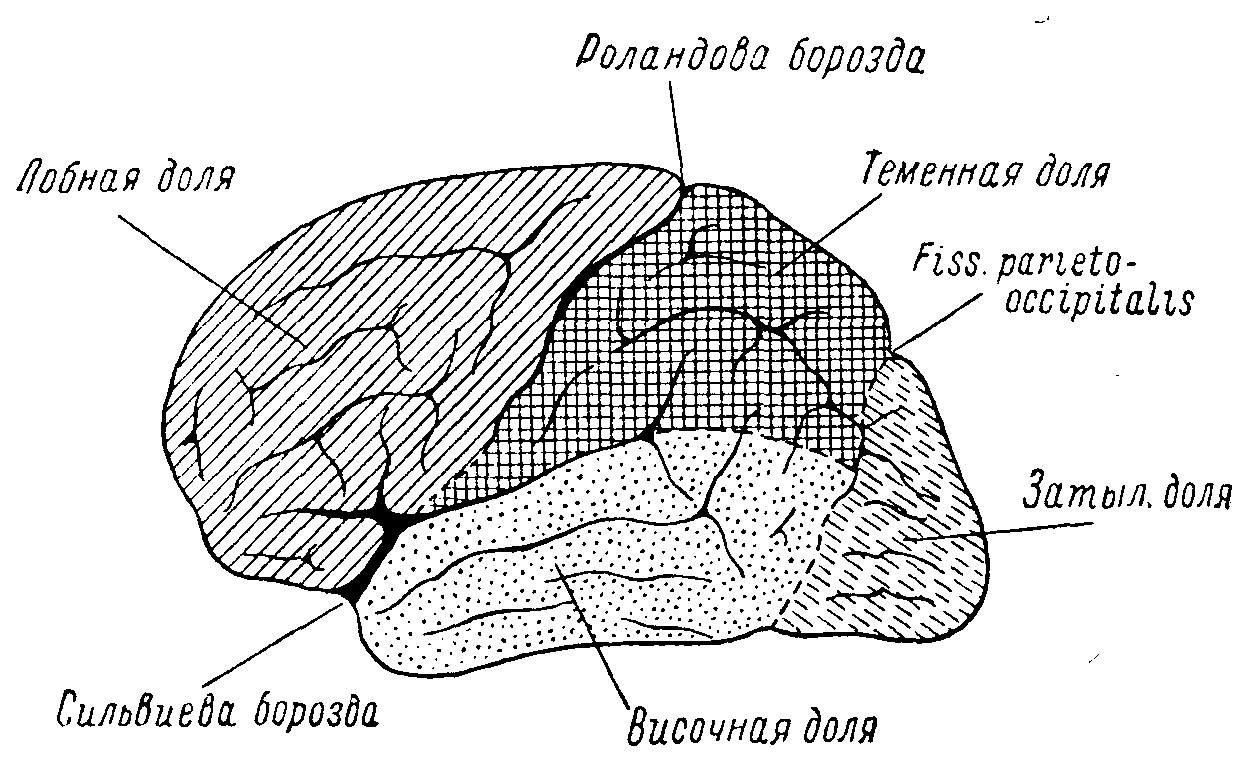 Роландова борозда
Лобная доля
Теменная доля
Fiss. parieto-
occipitalis
Затыл. доля
Сильвиева борозда
Височная доля